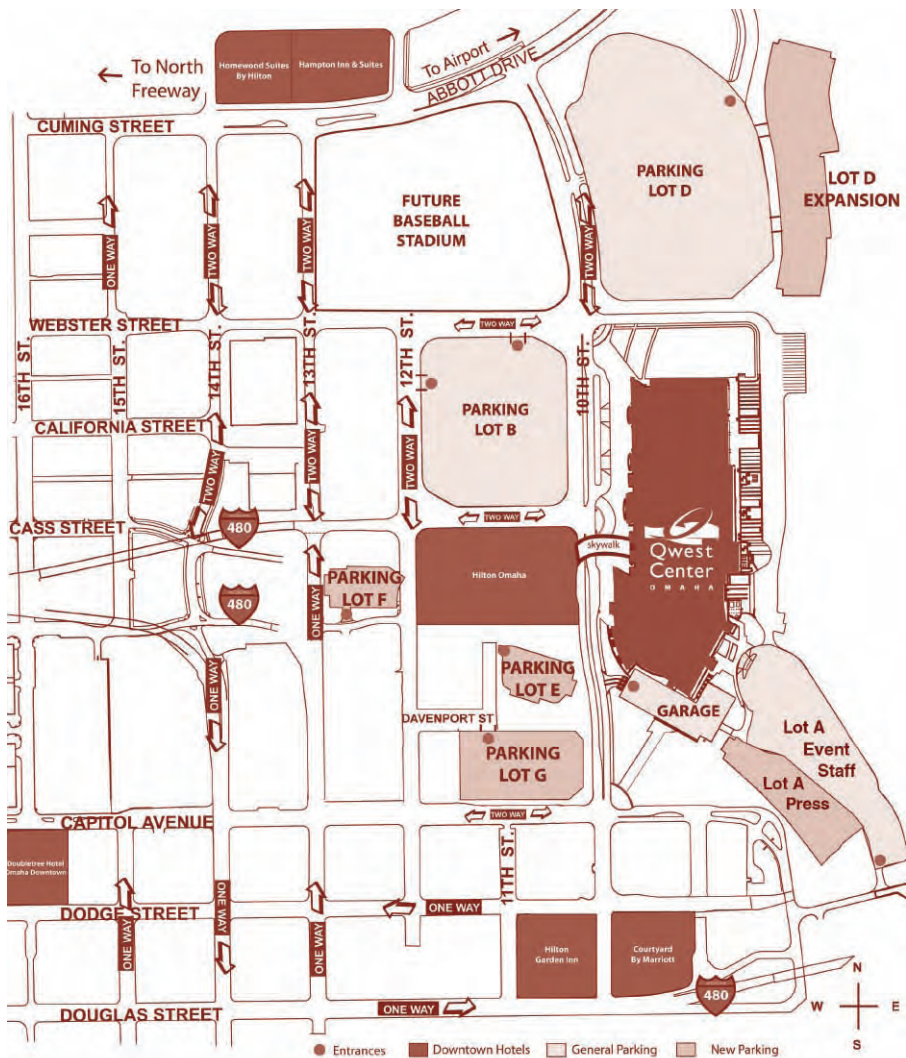 To North
Freeway
Homewood Suites
By Hilton
Hampton Inn & Suites
To Airport
ABBOTT DRIVE
CUMING STREET
PARKING
LOT D
LOT D
EXPANSION
FUTURE
BASEBALL
STADIUM
ONE WAY
TWO WAY
TWO WAY
TWO WAY
WEBSTER STREET
TWO WAY
16TH ST.
15TH ST.
14TH ST.
13TH ST.
12TH ST.
10TH ST.
PARKING
LOT B
CALIFORNIA STREET
TWO WAY
TWO WAY
TWO WAY
CASS STREET
480
TWO WAY
skywalk
Qwest
Center
OMAHA
Hilton Omaha
PARKING
LOT F
480
ONE WAY
ONE WAY
PARKING
LOT E
GARAGE
DAVENPORT ST
PARKING
LOT G
Lot A
Event
Staff
Lot A
Press
CAPITOL AVENUE
TWO WAY
11TH ST.
Doubletree Hotel
Omaha Downtown
DODGE STREET
ONE WAY
ONE WAY
ONE WAY
ONE WAY
Hilton
Garden Inn
Courtyard
By Marriott
480
DOUGLAS STREET
ONE WAY
N
W
E
S
Entrances
Downtown Hotels
General Parking
New Parking